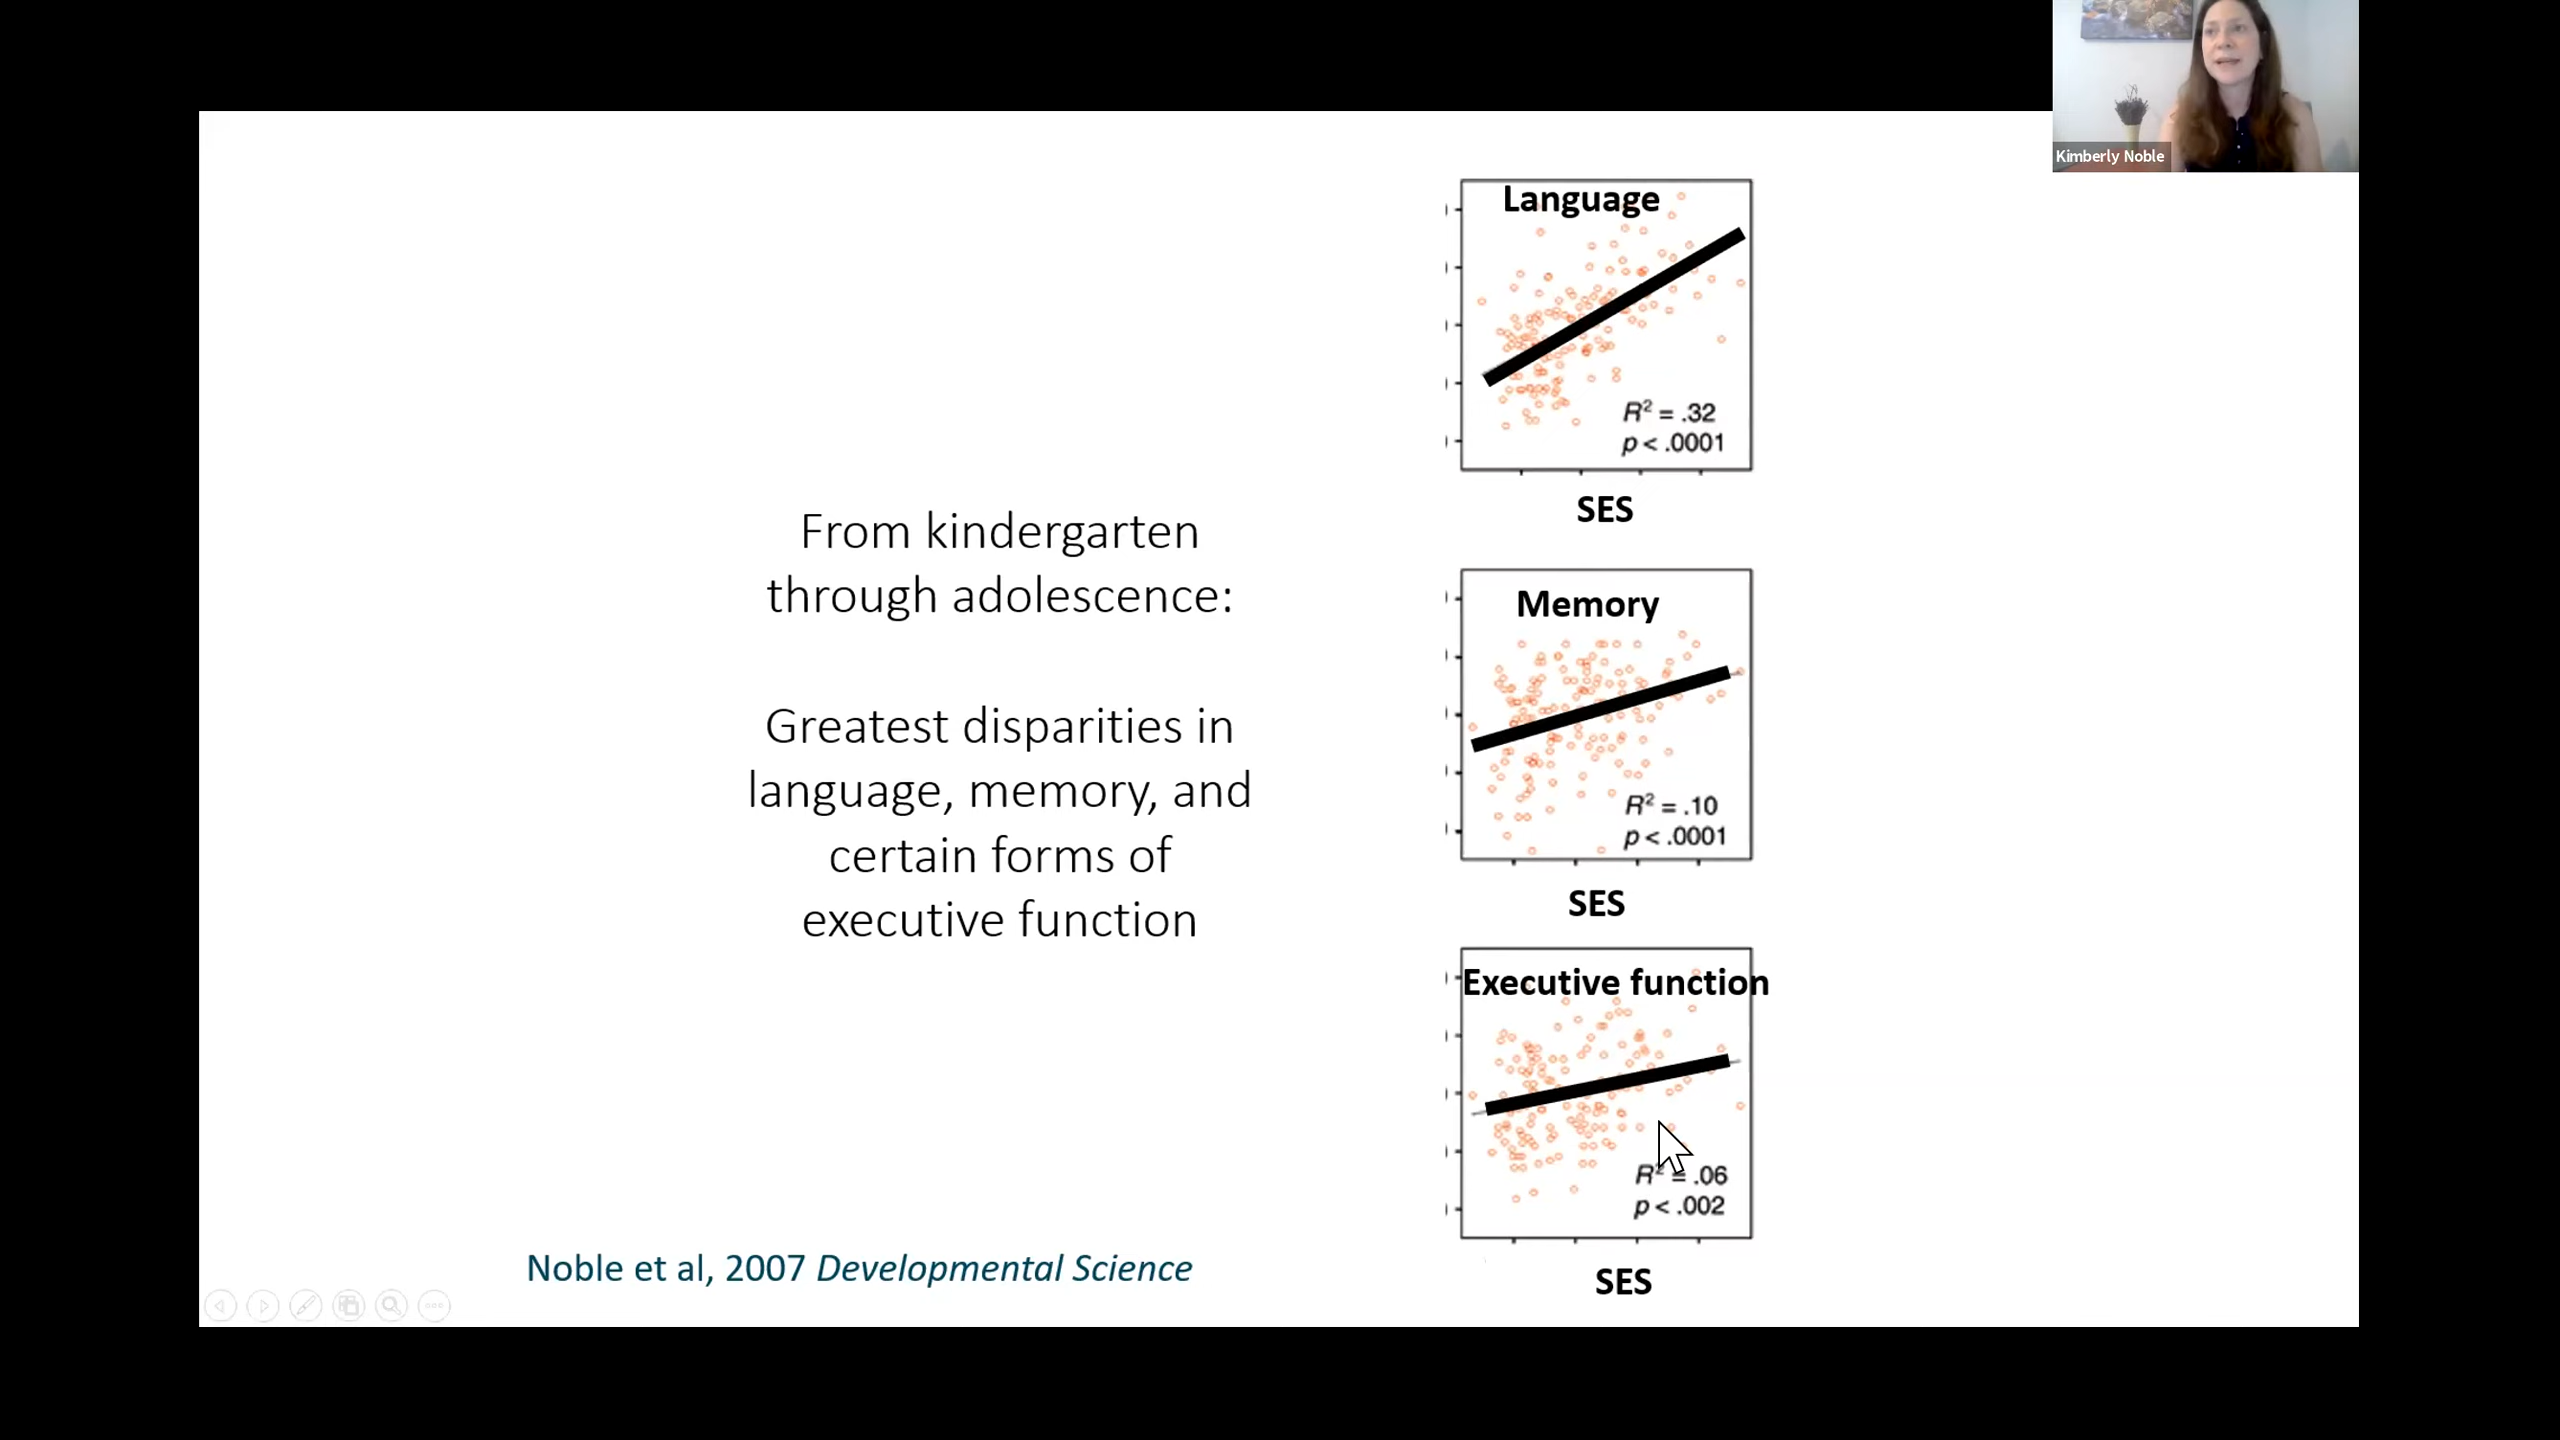 Kimberly Noble
From kindergarten
through adolescence:
Greatest disparities in
language, memory, and
certain forms of
executive function
Noble et al, 2007 Developmental Science
Language
R² = .32
p < .0001
SES
Memory
R² = .10
p < .0001
SES
Executive function
R² = .06
p < .002
SES